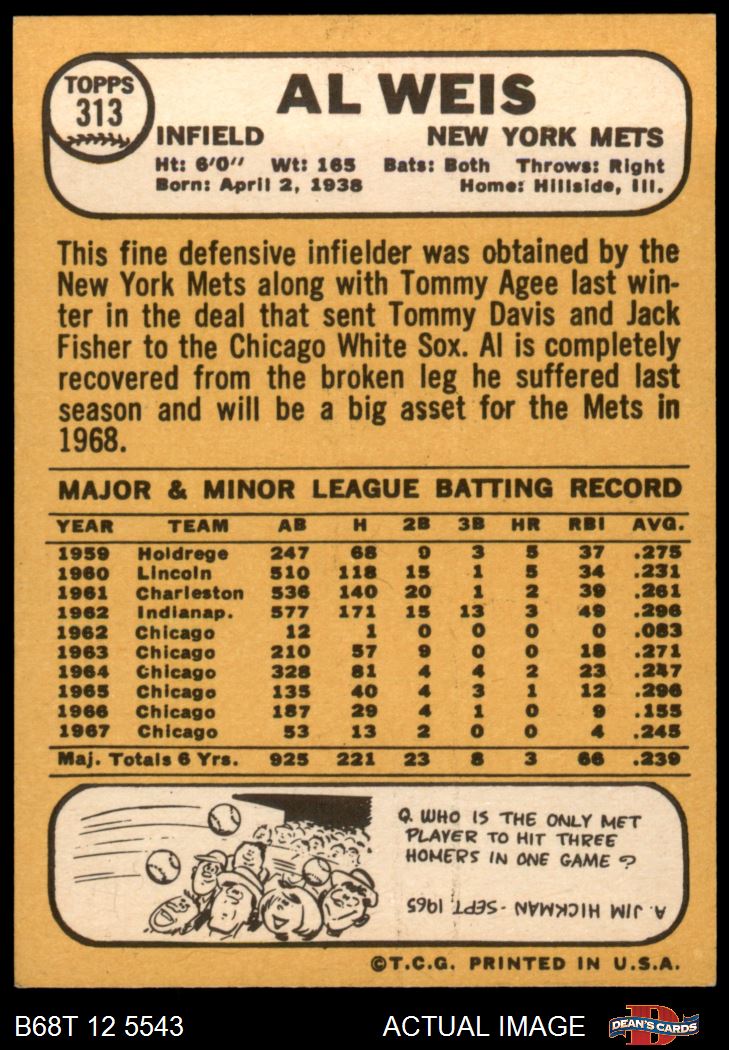 TOPPS
313
AL WEIS
INFIELD NEW YORK METS
Ht: 6'0" Wt: 165 Bats: Both Throws: Right
Born: April 2, 1938 Home: Hillside, Ill.
This fine defensive infielder was obtained by the
New York Mets along with Tommy Agee last win-
ter in the deal that sent Tommy Davis and Jack
Fisher to the Chicago White Sox. Al is completely
recovered from the broken leg he suffered last
season and will be a big asset for the Mets in
1968.
MAJOR & MINOR LEAGUE BATTING RECORD
YEAR TEAM AB H 2B 3B HR RBI AVG.
1959 Holdrege 247 68 0 3 5 37 .275
1960 Lincoln 510 118 15 1 5 34 .231
1961 Charleston 536 140 20 1 2 39 .261
1962 Indianap. 577 171 15 13 3 49 .296
1962 Chicago 12 1 0 0 0 0 .083
1963 Chicago 210 57 9 0 0 18 .271
1964 Chicago 328 81 4 4 2 23 .247
1965 Chicago 135 40 4 3 1 12 .296
1966 Chicago 187 29 4 1 0 9 .155
1967 Chicago 53 13 2 0 0 4 .245
Maj. Totals 6 Yrs. 925 221 23 8 3 66 .239
Q. WHO IS THE ONLY MET
PLAYER TO HIT THREE
HOMERS IN ONE GAME?
A. JIM HICKMAN - SEPT. 1965
©T.C.G. PRINTED IN U.S.A.
B68T 12 5543 ACTUAL IMAGE
D
DEAN'S CARDS